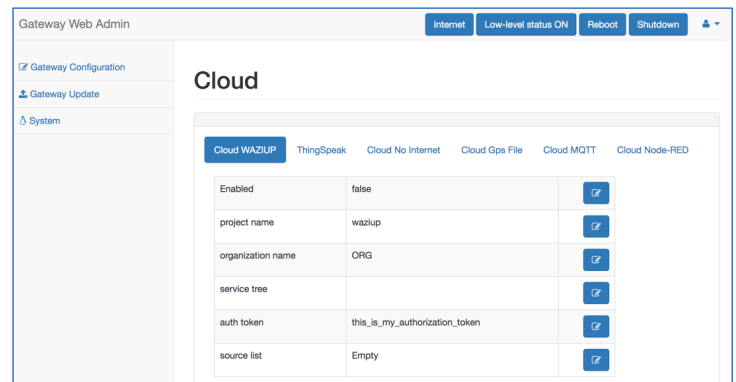 Gateway Web Admin
Internet Low-level status ON Reboot Shutdown
Gateway Configuration
Gateway Update
System
Cloud
Cloud WAZIUP ThingSpeak Cloud No Internet Cloud Gps File Cloud MQTT Cloud Node-RED
Enabled false
project name waziup
organization name ORG
service tree
auth token this_is_my_authorization_token
source list Empty